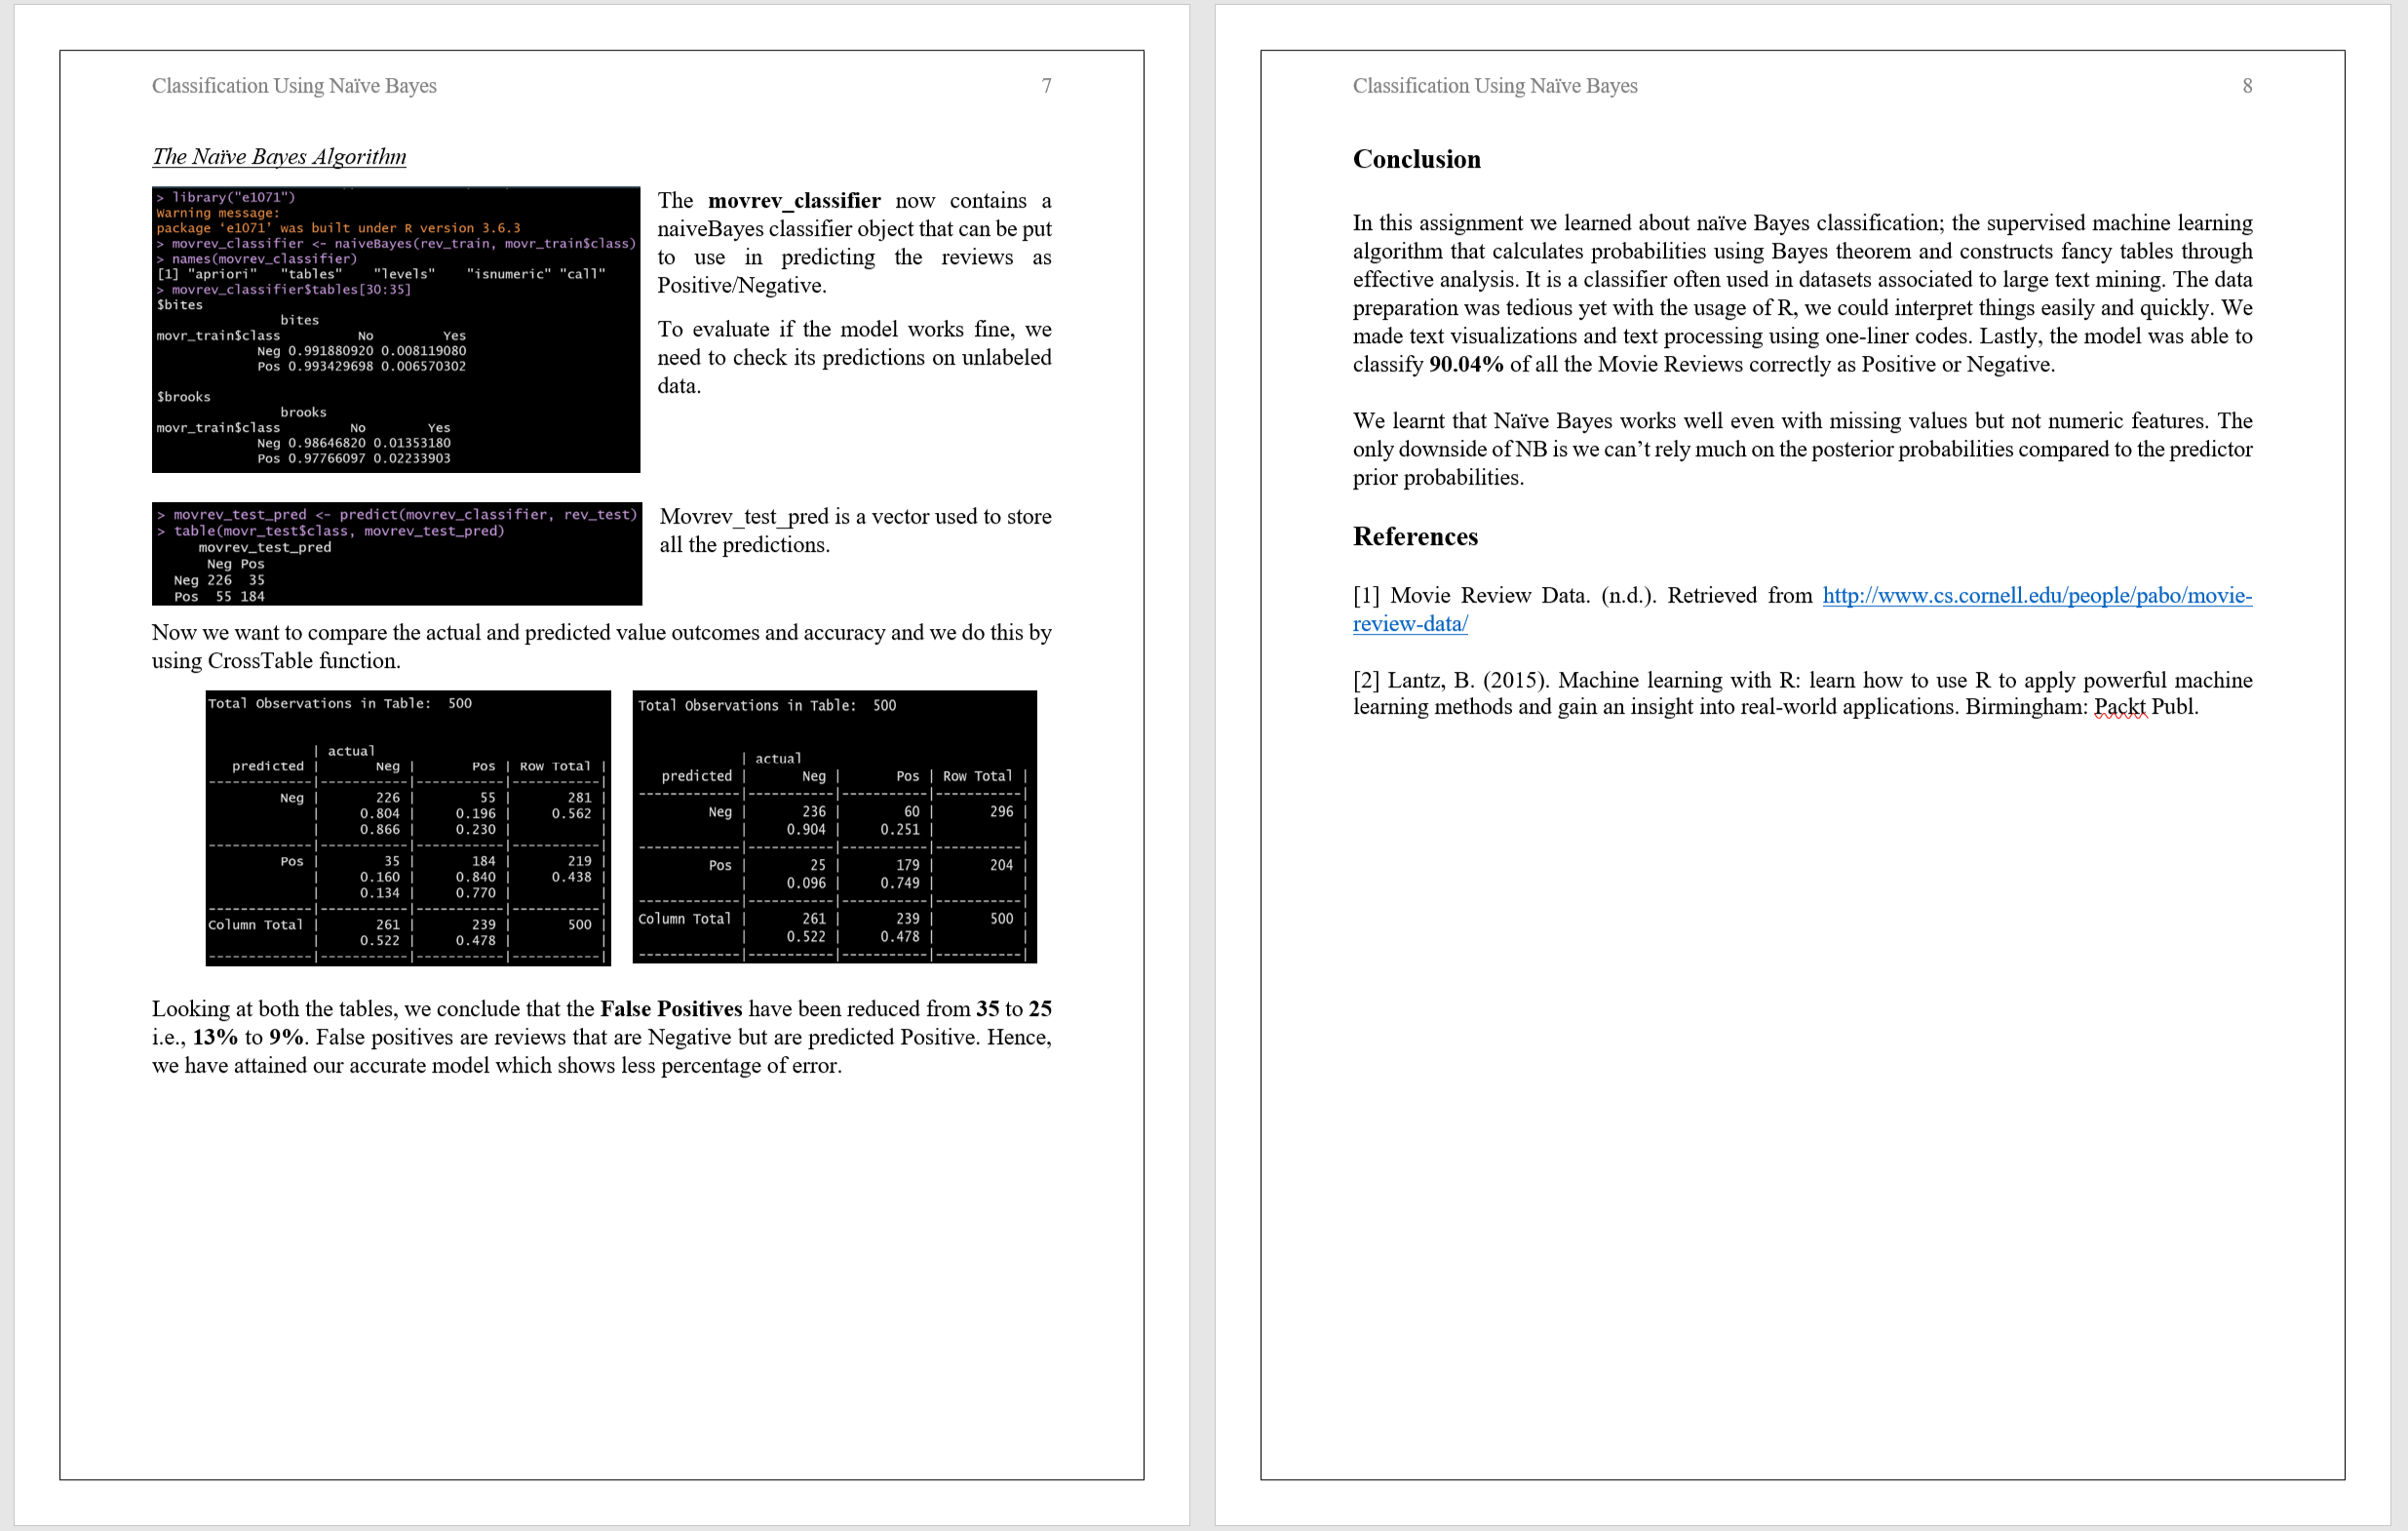 Classification Using Naïve Bayes 7
The Naïve Bayes Algorithm
> library("e1071")
Warning message:
package 'e1071' was built under R version 3.6.3
> movrev_classifier <- naiveBayes(rev_train, movr_train$class)
> names(movrev_classifier)
[1] "apriori" "tables" "levels" "isnumeric" "call"
> movrev_classifier$tables[30:35]
$bites
bites
movr_train$class No Yes
Neg 0.991880920 0.008119080
Pos 0.993429698 0.006570302
$brooks
brooks
movr_train$class No Yes
Neg 0.98646820 0.01353180
Pos 0.97766097 0.02233903
The movrev_classifier now contains a
naiveBayes classifier object that can be put
to use in predicting the reviews as
Positive/Negative.
To evaluate if the model works fine, we
need to check its predictions on unlabeled
data.
> movrev_test_pred <- predict(movrev_classifier, rev_test)
> table(movr_test$class, movrev_test_pred)
movrev_test_pred
Neg Pos
Neg 226 35
Pos 55 184
Movrev_test_pred is a vector used to store
all the predictions.
Now we want to compare the actual and predicted value outcomes and accuracy and we do this by
using CrossTable function.
Total Observations in Table: 500
| actual
predicted | Neg | Pos | Row Total |
-------------|-----------|-----------|-----------|
Neg | 226 | 55 | 281 |
| 0.804 | 0.196 | 0.562 |
| 0.866 | 0.230 | |
-------------|-----------|-----------|-----------|
Pos | 35 | 184 | 219 |
| 0.160 | 0.840 | 0.438 |
| 0.134 | 0.770 | |
-------------|-----------|-----------|-----------|
Column Total | 261 | 239 | 500 |
| 0.522 | 0.478 | |
-------------|-----------|-----------|-----------|
Total Observations in Table: 500
| actual
predicted | Neg | Pos | Row Total |
-------------|-----------|-----------|-----------|
Neg | 236 | 60 | 296 |
| 0.904 | 0.251 | |
-------------|-----------|-----------|-----------|
Pos | 25 | 179 | 204 |
| 0.096 | 0.749 | |
-------------|-----------|-----------|-----------|
Column Total | 261 | 239 | 500 |
| 0.522 | 0.478 | |
-------------|-----------|-----------|-----------|
Looking at both the tables, we conclude that the False Positives have been reduced from 35 to 25
i.e., 13% to 9%. False positives are reviews that are Negative but are predicted Positive. Hence,
we have attained our accurate model which shows less percentage of error.
Classification Using Naïve Bayes 8
Conclusion
In this assignment we learned about naïve Bayes classification; the supervised machine learning
algorithm that calculates probabilities using Bayes theorem and constructs fancy tables through
effective analysis. It is a classifier often used in datasets associated to large text mining. The data
preparation was tedious yet with the usage of R, we could interpret things easily and quickly. We
made text visualizations and text processing using one-liner codes. Lastly, the model was able to
classify 90.04% of all the Movie Reviews correctly as Positive or Negative.
We learnt that Naïve Bayes works well even with missing values but not numeric features. The
only downside of NB is we can’t rely much on the posterior probabilities compared to the predictor
prior probabilities.
References
[1] Movie Review Data. (n.d.). Retrieved from http://www.cs.cornell.edu/people/pabo/movie-
review-data/
[2] Lantz, B. (2015). Machine learning with R: learn how to use R to apply powerful machine
learning methods and gain an insight into real-world applications. Birmingham: Packt Publ.